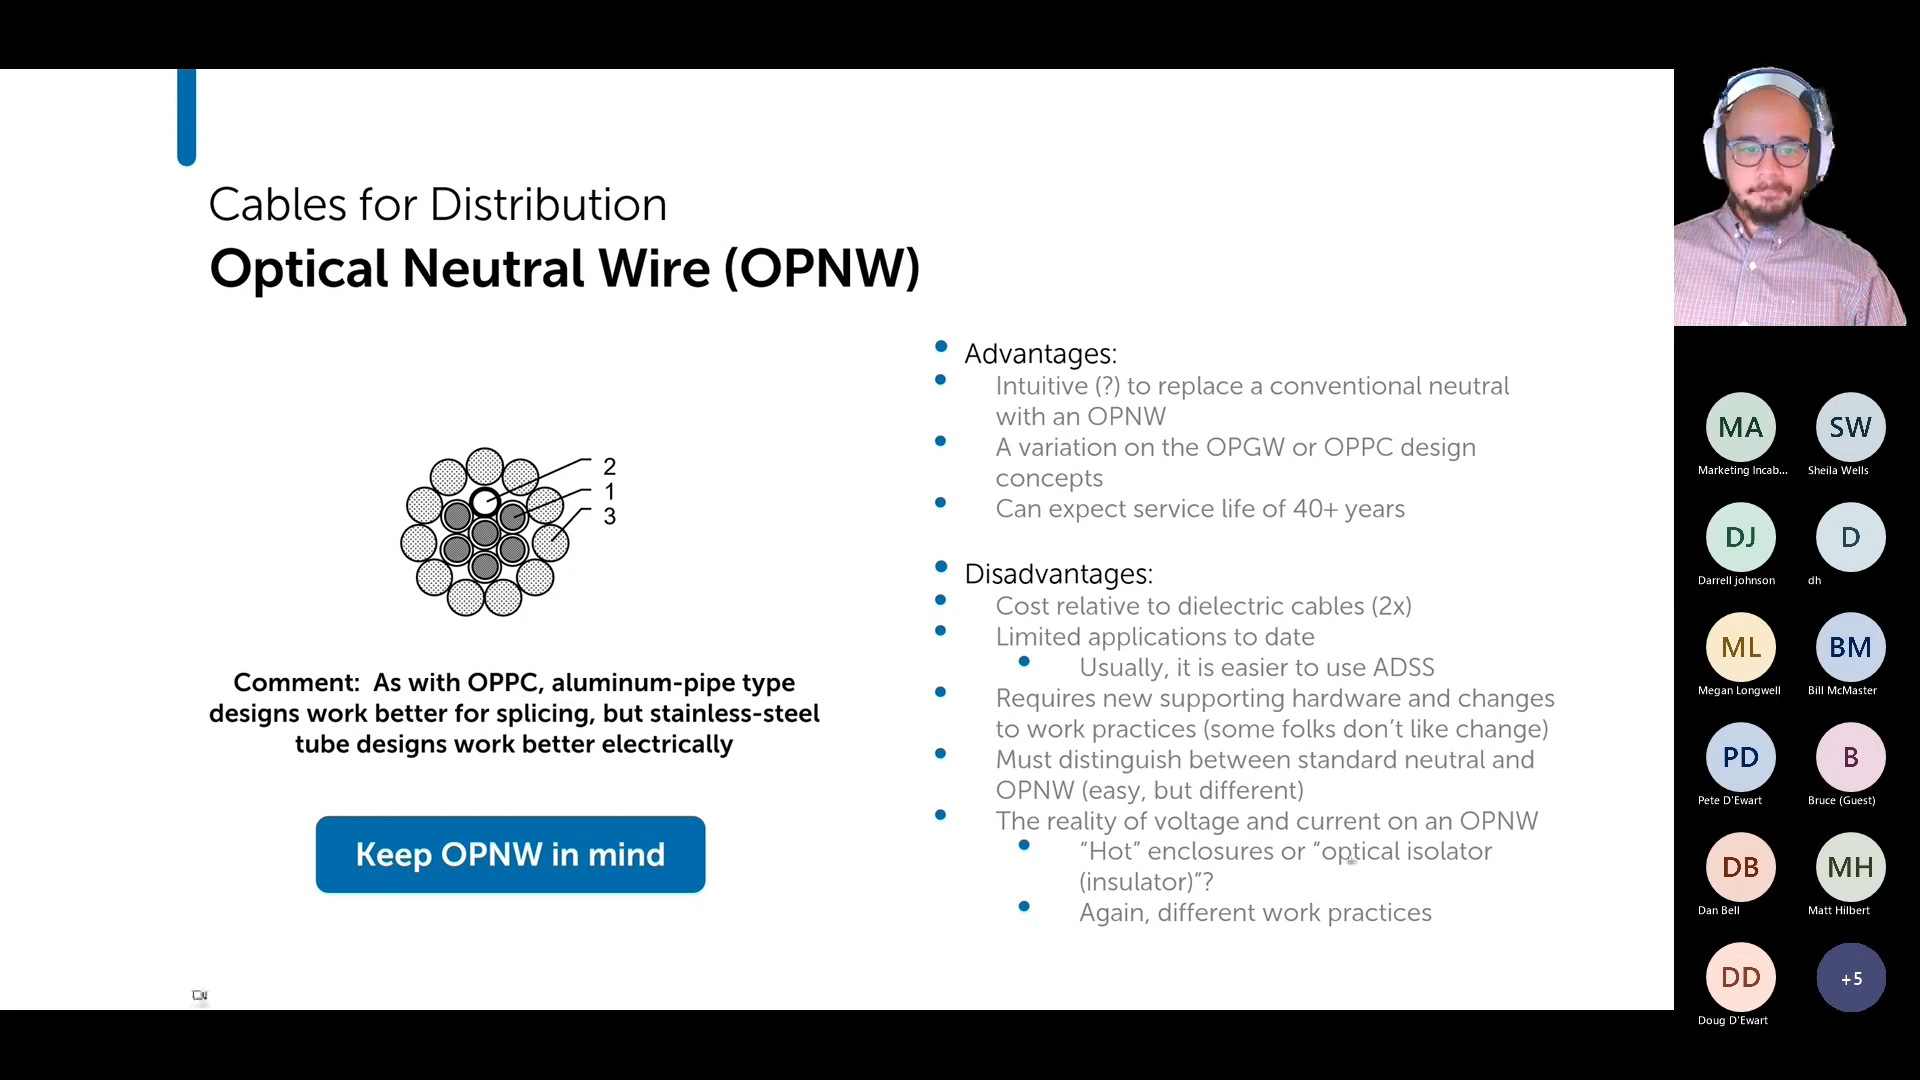 Cables for Distribution
Optical Neutral Wire (OPNW)
2
1
3
Comment:  As with OPPC, aluminum-pipe type
designs work better for splicing, but stainless-steel
tube designs work better electrically
Keep OPNW in mind
Advantages:
Intuitive (?) to replace a conventional neutral
with an OPNW
A variation on the OPGW or OPPC design
concepts
Can expect service life of 40+ years
Disadvantages:
Cost relative to dielectric cables (2x)
Limited applications to date
Usually, it is easier to use ADSS
Requires new supporting hardware and changes
to work practices (some folks don’t like change)
Must distinguish between standard neutral and
OPNW (easy, but different)
The reality of voltage and current on an OPNW
“Hot” enclosures or “optical isolator
(insulator)”?
Again, different work practices
MA
SW
Marketing Incab...
Sheila Wells
DJ
D
Darrell johnson
dh
ML
BM
Megan Longwell
Bill McMaster
PD
B
Pete D'Ewart
Bruce (Guest)
DB
MH
Dan Bell
Matt Hilbert
DD
+5
Doug D'Ewart